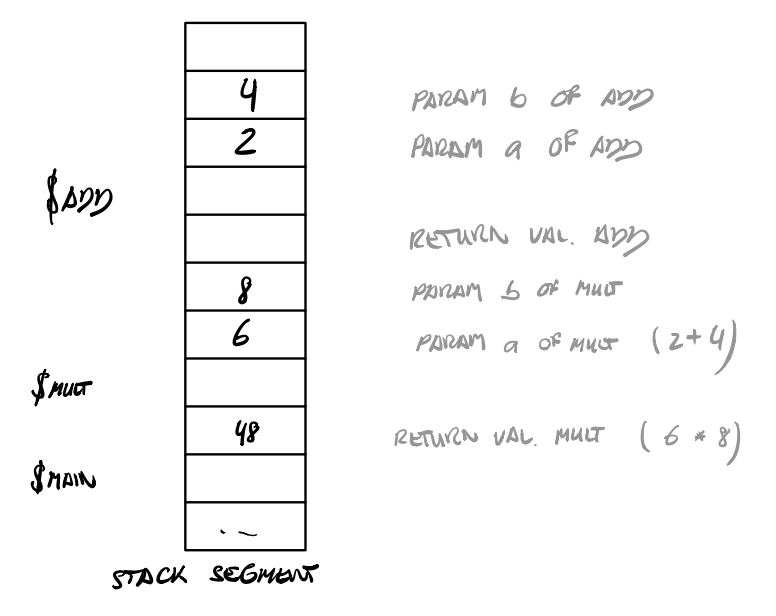 4 PARAM b OF ADD
2 PARAM a OF ADD
$ADD
RETURN VAL. ADD
8 PARAM b OF MULT
6 PARAM a OF MULT (2+4)
$MULT
48 RETURN VAL. MULT (6 * 8)
$MAIN
...
STACK SEGMENT